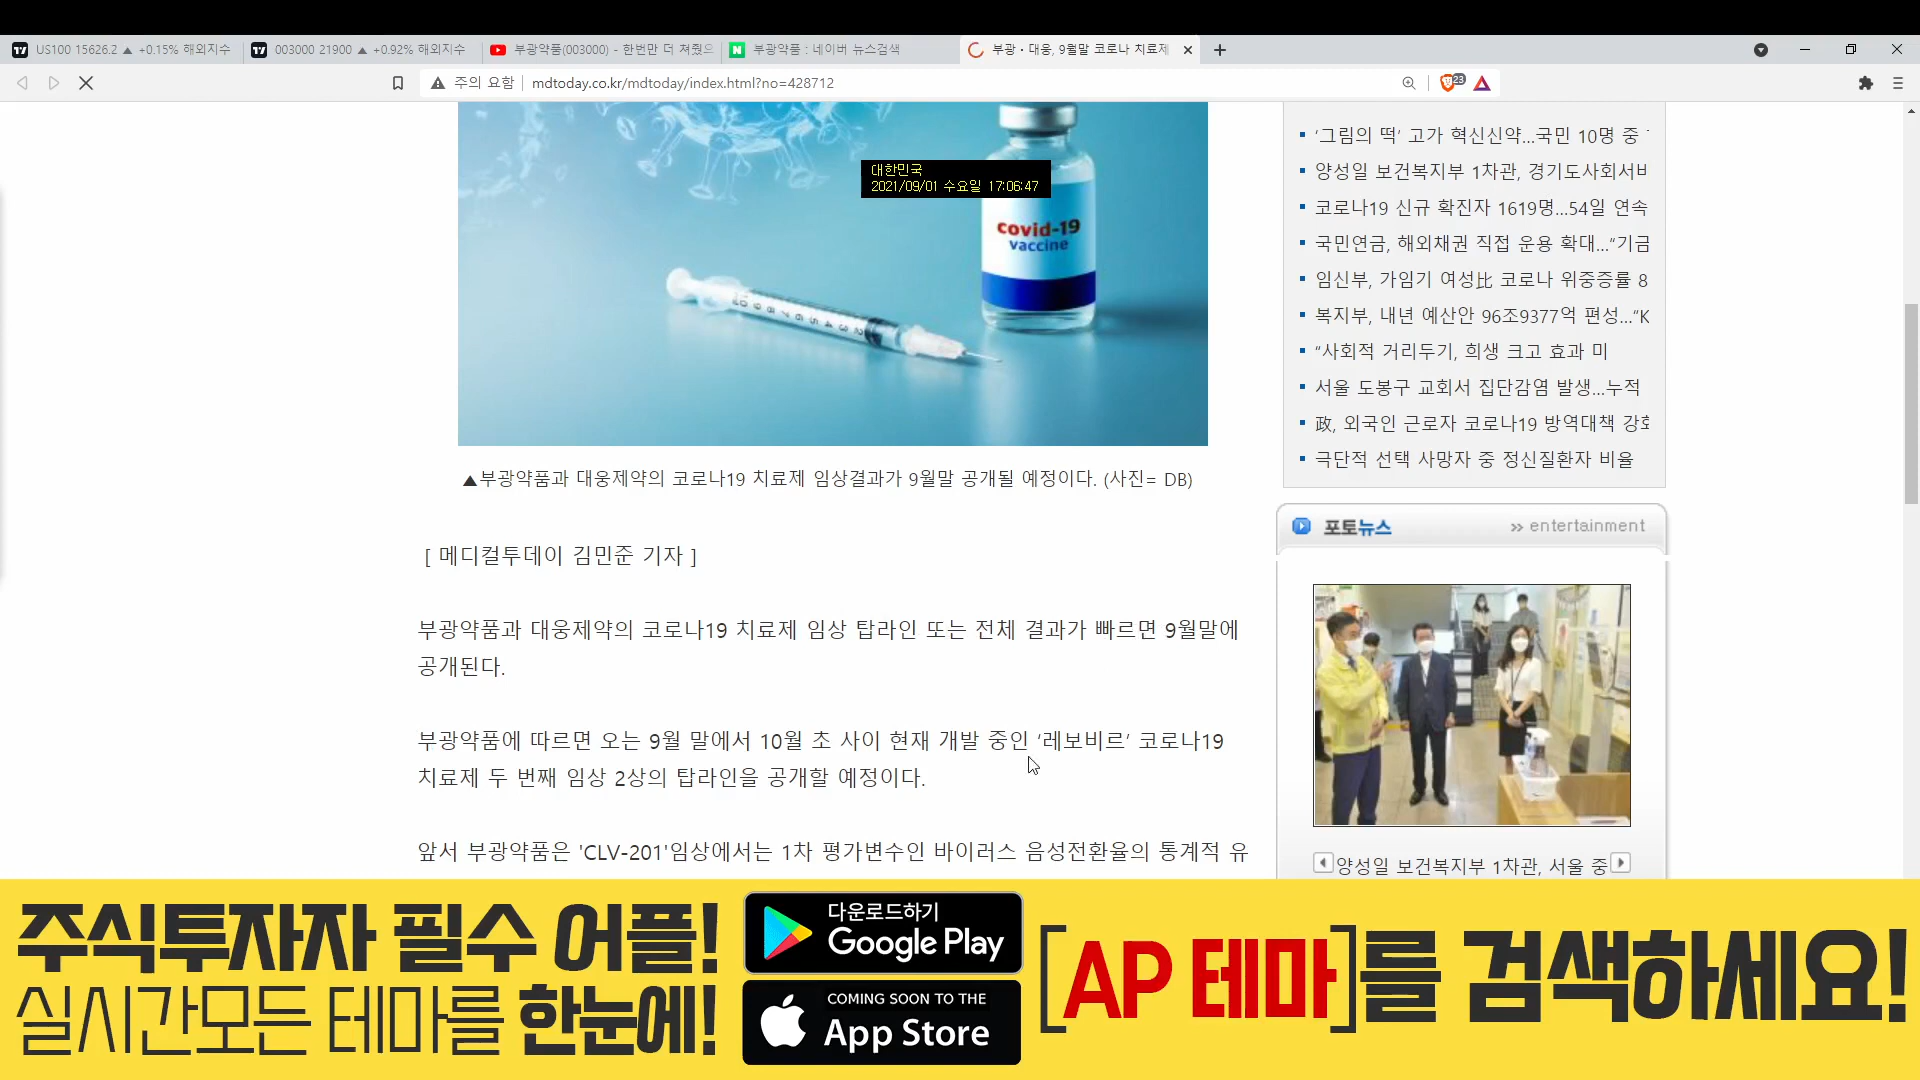 US100 15626.2 ▲ +0.15% 해외지수
003000 21900 ▲ +0.92% 해외지수
부광약품(003000) - 한번만 더 쳐줬으
부광약품 : 네이버 뉴스검색
부광·대웅, 9월말 코로나 치료제
주의 요함
mdtoday.co.kr/mdtoday/index.html?no=428712
23
대한민국
2021/09/01 수요일 17:06:47
covid-19
vaccine
▲부광약품과 대웅제약의 코로나19 치료제 임상결과가 9월말 공개될 예정이다. (사진= DB)
[ 메디컬투데이 김민준 기자 ]
부광약품과 대웅제약의 코로나19 치료제 임상 탑라인 또는 전체 결과가 빠르면 9월말에
공개된다.
부광약품에 따르면 오는 9월 말에서 10월 초 사이 현재 개발 중인 ‘레보비르’ 코로나19
치료제 두 번째 임상 2상의 탑라인을 공개할 예정이다.
앞서 부광약품은 'CLV-201'임상에서는 1차 평가변수인 바이러스 음성전환율의 통계적 유
‘그림의 떡’ 고가 혁신신약…국민 10명 중
양성일 보건복지부 1차관, 경기도사회서비
코로나19 신규 확진자 1619명…54일 연속
국민연금, 해외채권 직접 운용 확대…“기금
임신부, 가임기 여성比 코로나 위중증률 8
복지부, 내년 예산안 96조9377억 편성…“K
“사회적 거리두기, 희생 크고 효과 미
서울 도봉구 교회서 집단감염 발생…누적
政, 외국인 근로자 코로나19 방역대책 강화
극단적 선택 사망자 중 정신질환자 비율
포토뉴스
» entertainment
양성일 보건복지부 1차관, 서울 중
주식투자자 필수 어플!
실시간모든 테마를 한눈에!
다운로드하기
Google Play
COMING SOON TO THE
App Store
[AP 테마]를 검색하세요!